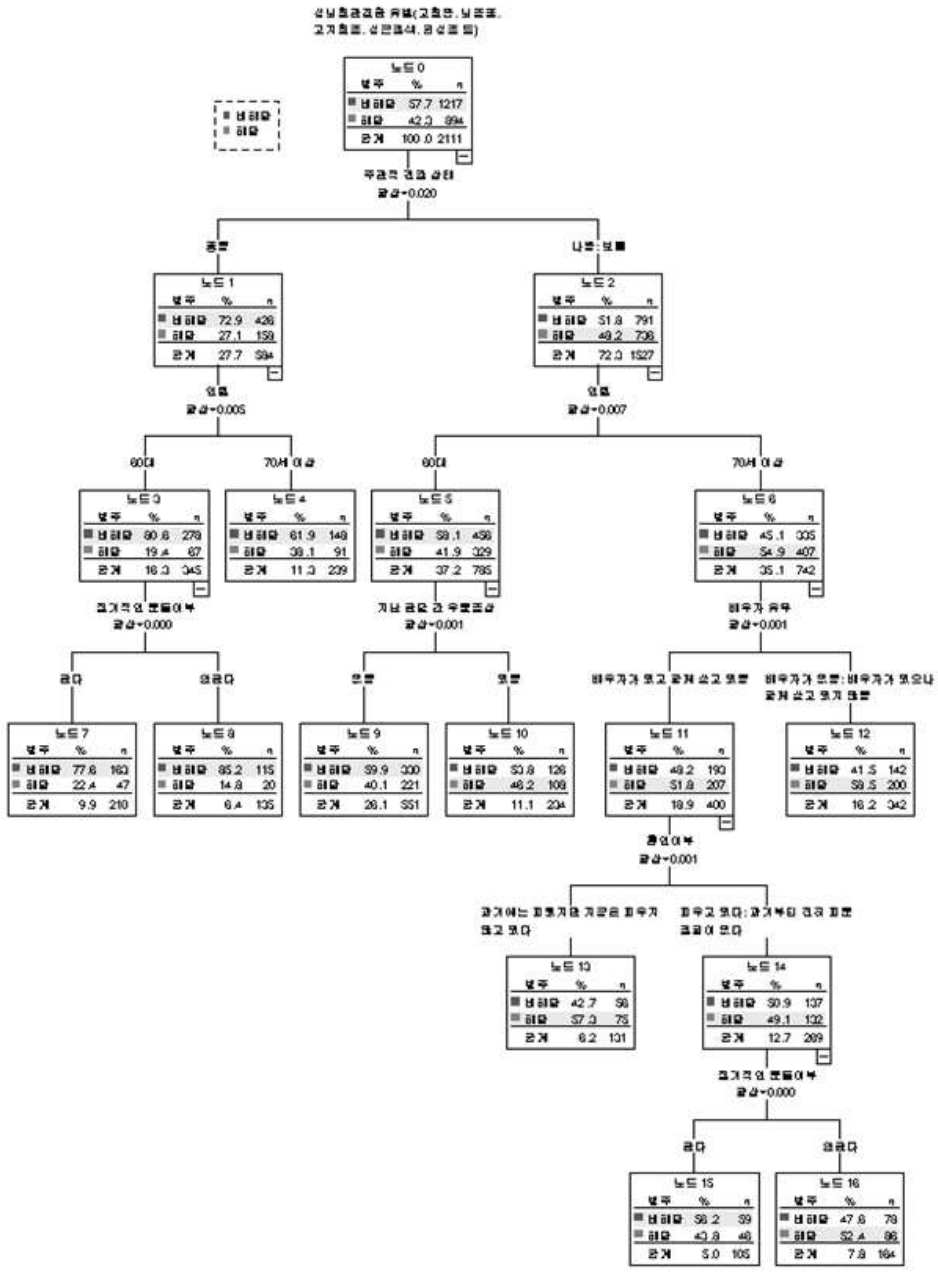 심뇌혈관질환 유병(고혈압, 뇌졸중,
고지혈증, 심근경색, 협심증 등)
노드 0
범주 % n
비해당 57.7 1217
해당 42.3 894
합계 100.0 2111
비해당
해당
주관적 건강 상태
향상=0.020
좋음
나쁨; 보통
노드 1
범주 % n
비해당 72.9 426
해당 27.1 158
합계 27.7 584
노드 2
범주 % n
비해당 51.8 791
해당 48.2 736
합계 72.3 1527
연령
향상=0.005
연령
향상=0.007
60대
70세 이상
60대
70세 이상
노드 3
범주 % n
비해당 80.6 278
해당 19.4 67
합계 16.3 345
노드 4
범주 % n
비해당 61.9 148
해당 38.1 91
합계 11.3 239
노드 5
범주 % n
비해당 58.1 456
해당 41.9 329
합계 37.2 785
노드 6
범주 % n
비해당 45.1 335
해당 54.9 407
합계 35.1 742
정기적인 운동여부
향상=0.000
지난 한달 간 우울증상
향상=0.001
배우자 유무
향상=0.001
한다
안한다
배우자가 있고 함께 살고 있음
배우자가 없음; 배우자가 있으나
함께 살고 있지 않음
노드 7
범주 % n
비해당 77.6 163
해당 22.4 47
합계 9.9 210
노드 8
범주 % n
비해당 85.2 115
해당 14.8 20
합계 6.4 135
노드 9
범주 % n
비해당 59.9 330
해당 40.1 221
합계 26.1 551
노드 10
범주 % n
비해당 53.8 126
해당 46.2 108
합계 11.1 234
노드 11
범주 % n
비해당 48.2 193
해당 51.8 207
합계 18.9 400
노드 12
범주 % n
비해당 41.5 142
해당 58.5 200
합계 16.2 342
흡연여부
향상=0.001
과거에는 피웠지만 지금은 피우지
않고 있다
피우고 있다; 과거부터 전혀 피운
경험이 없다
노드 13
범주 % n
비해당 42.7 56
해당 57.3 75
합계 6.2 131
노드 14
범주 % n
비해당 50.9 137
해당 49.1 132
합계 12.7 269
정기적인 운동여부
향상=0.000
한다
안한다
노드 15
범주 % n
비해당 56.2 59
해당 43.8 46
합계 5.0 105
노드 16
범주 % n
비해당 47.6 78
해당 52.4 86
합계 7.8 164